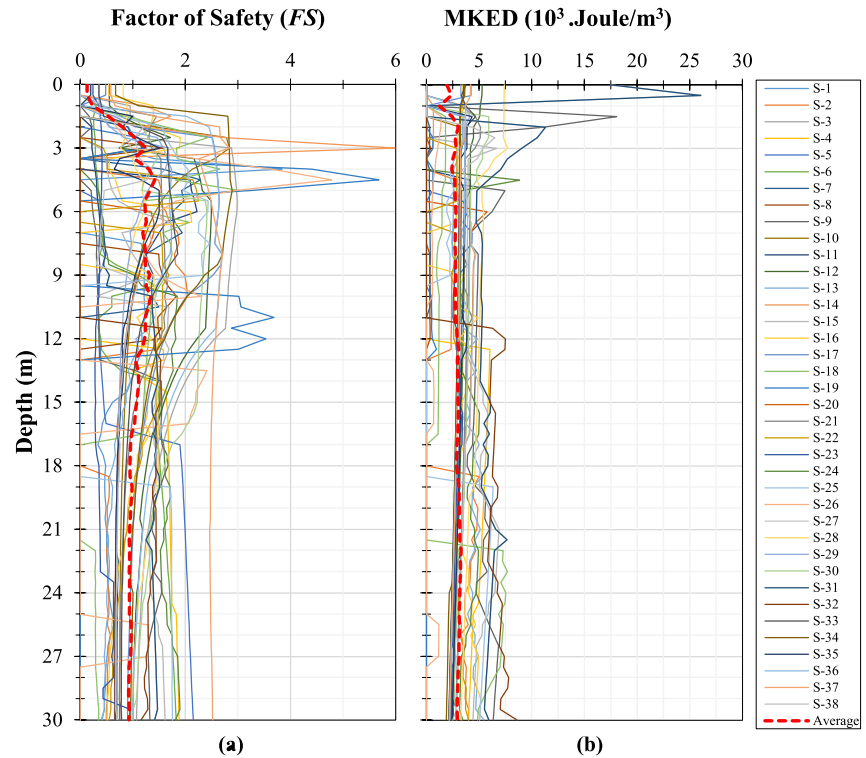 Factor of Safety (FS)
MKED (10³ .Joule/m³)
0 2 4 6
0 5 10 15 20 25 30
0
3
6
9
12
15
18
21
24
27
30
Depth (m)
(a)
(b)
S-1
S-2
S-3
S-4
S-5
S-6
S-7
S-8
S-9
S-10
S-11
S-12
S-13
S-14
S-15
S-16
S-17
S-18
S-19
S-20
S-21
S-22
S-23
S-24
S-25
S-26
S-27
S-28
S-29
S-30
S-31
S-32
S-33
S-34
S-35
S-36
S-37
S-38
Average